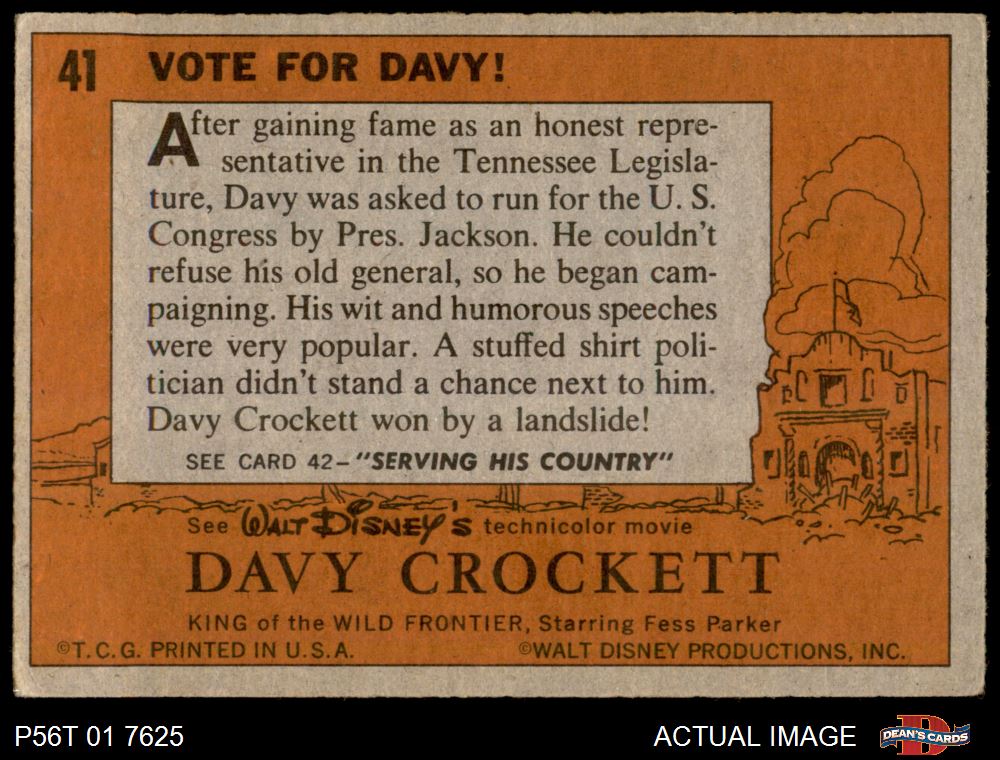 41 VOTE FOR DAVY!
After gaining fame as an honest repre-
sentative in the Tennessee Legisla-
ture, Davy was asked to run for the U. S.
Congress by Pres. Jackson. He couldn't
refuse his old general, so he began cam-
paigning. His wit and humorous speeches
were very popular. A stuffed shirt poli-
tician didn't stand a chance next to him.
Davy Crockett won by a landslide!
SEE CARD 42-"SERVING HIS COUNTRY"
See WALT DISNEY'S technicolor movie
DAVY CROCKETT
KING of the WILD FRONTIER, Starring Fess Parker
©T.C.G. PRINTED IN U.S.A. ©WALT DISNEY PRODUCTIONS, INC.
P56T 01 7625 ACTUAL IMAGE D DEAN'S CARDS